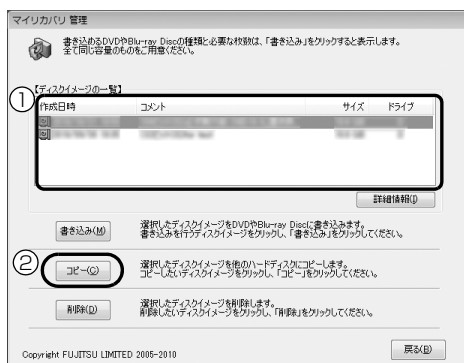 マイリカバリ 管理
書き込めるDVDやBlu-ray Discの種類と必要な枚数は、「書き込み」をクリックすると表示します。
全て同じ容量のものをご用意ください。
【ディスクイメージの一覧】
①
作成日時 コメント サイズ ドライブ
詳細情報(I)
書き込み(M)
選択したディスクイメージをDVDやBlu-ray Discに書き込みます。
書き込みを行うディスクイメージをクリックし、「書き込み」をクリックしてください。
②
コピー(C)
選択したディスクイメージを他のハードディスクにコピーします。
コピーしたいディスクイメージをクリックし、「コピー」をクリックしてください。
削除(D)
選択したディスクイメージを削除します。
削除したいディスクイメージをクリックし、「削除」をクリックしてください。
Copyright FUJITSU LIMITED 2005-2010
戻る(B)